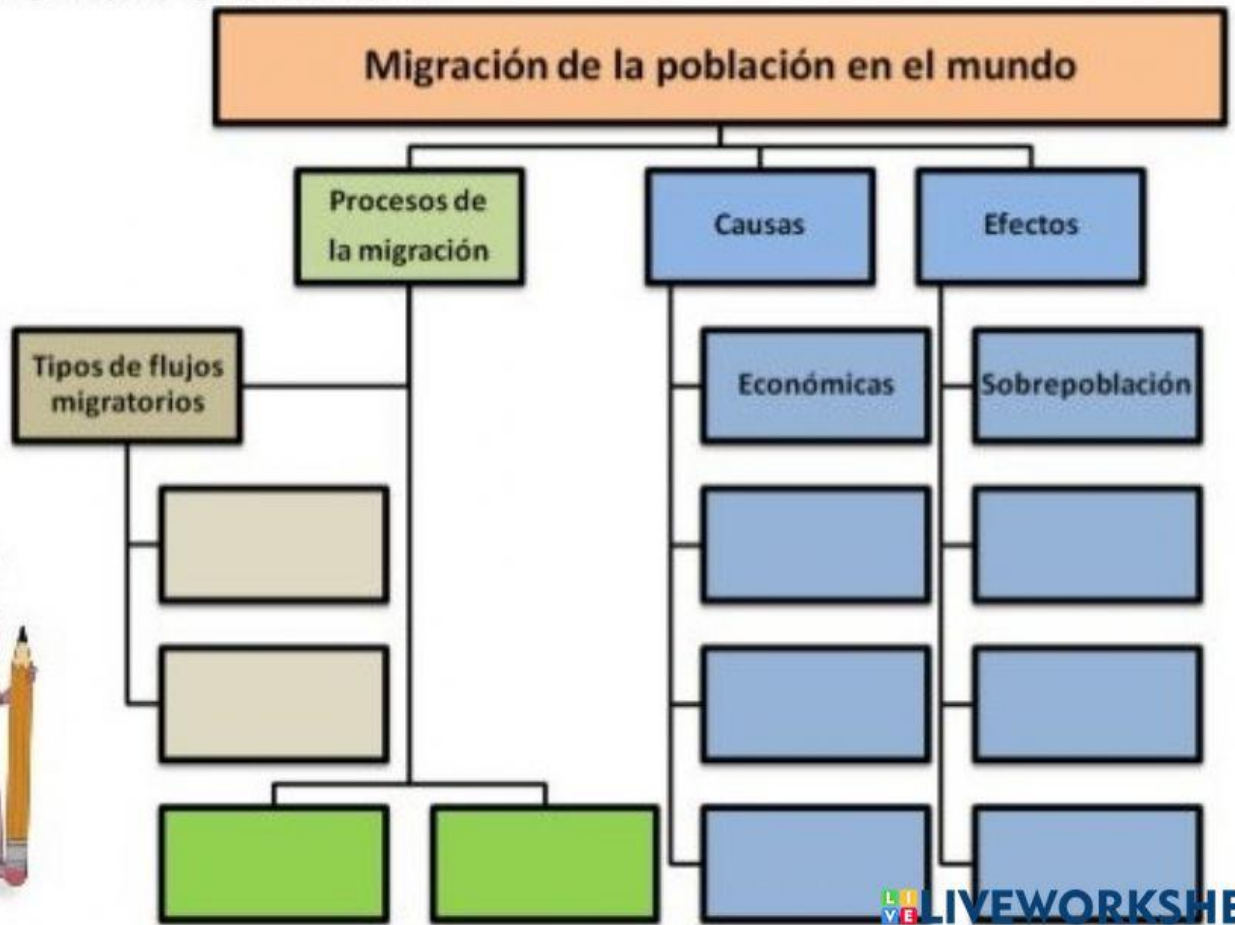 Migración de la población en el mundo
Procesos de
la migración
Causas
Efectos
Tipos de flujos
migratorios
Económicas
Sobrepoblación
LIVEWORKSHE